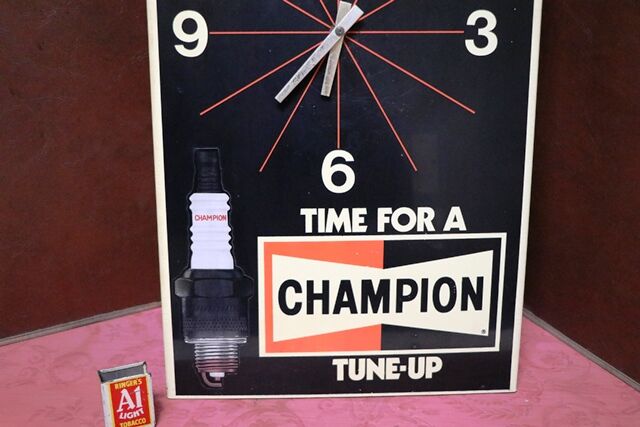 9
3
6
CHAMPION
TIME FOR A
CHAMPION
®
TUNE-UP
RINGER'S
A1
LIGHT
TOBACCO